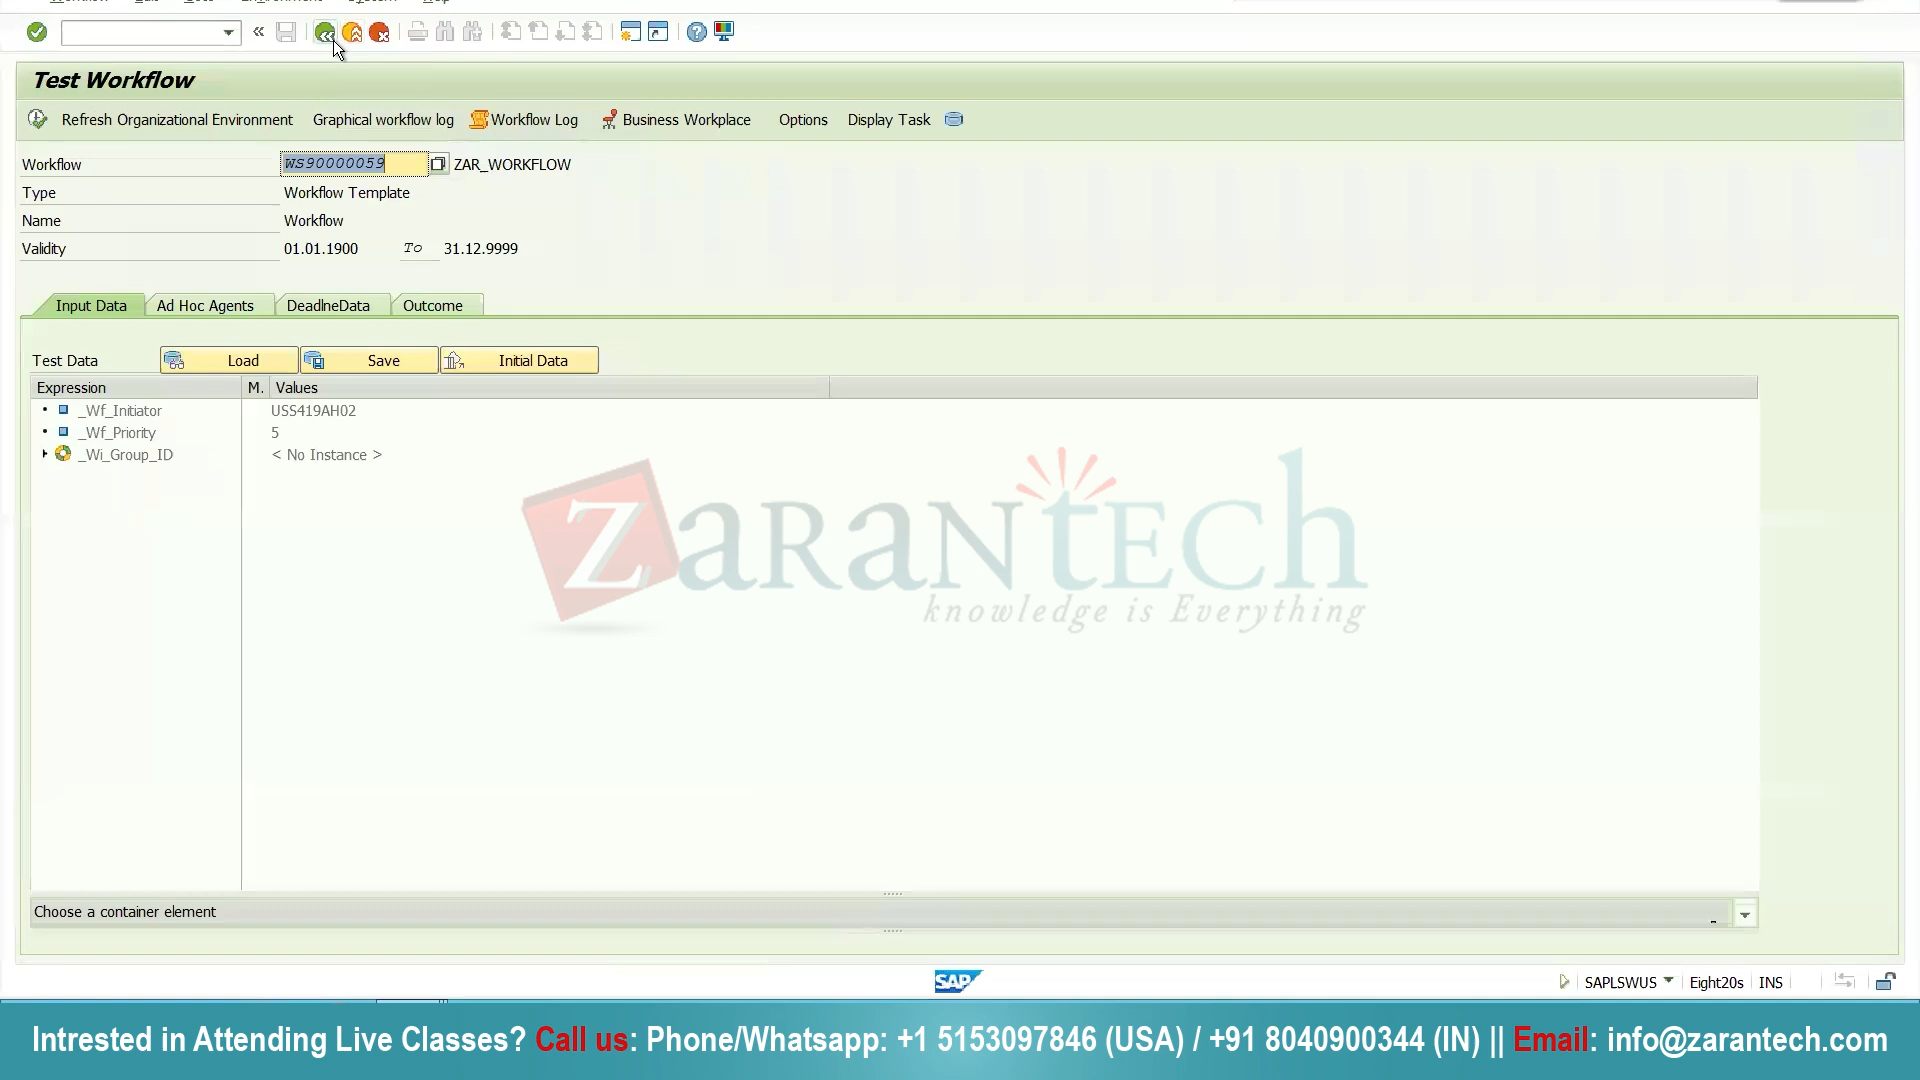 Test Workflow
Refresh Organizational Environment Graphical workflow log Workflow Log Business Workplace Options Display Task
Workflow WS90000059 ZAR_WORKFLOW
Type Workflow Template
Name Workflow
Validity 01.01.1900 To 31.12.9999
Input Data Ad Hoc Agents DeadlneData Outcome
Test Data Load Save Initial Data
Expression M. Values
_Wf_Initiator USS419AH02
_Wf_Priority 5
_Wi_Group_ID < No Instance >
ZaranTech
knowledge is Everything
Choose a container element
SAP
SAPLSWUS Eight20s INS
Intrested in Attending Live Classes? Call us: Phone/Whatsapp: +1 5153097846 (USA) / +91 8040900344 (IN) || Email: info@zarantech.com